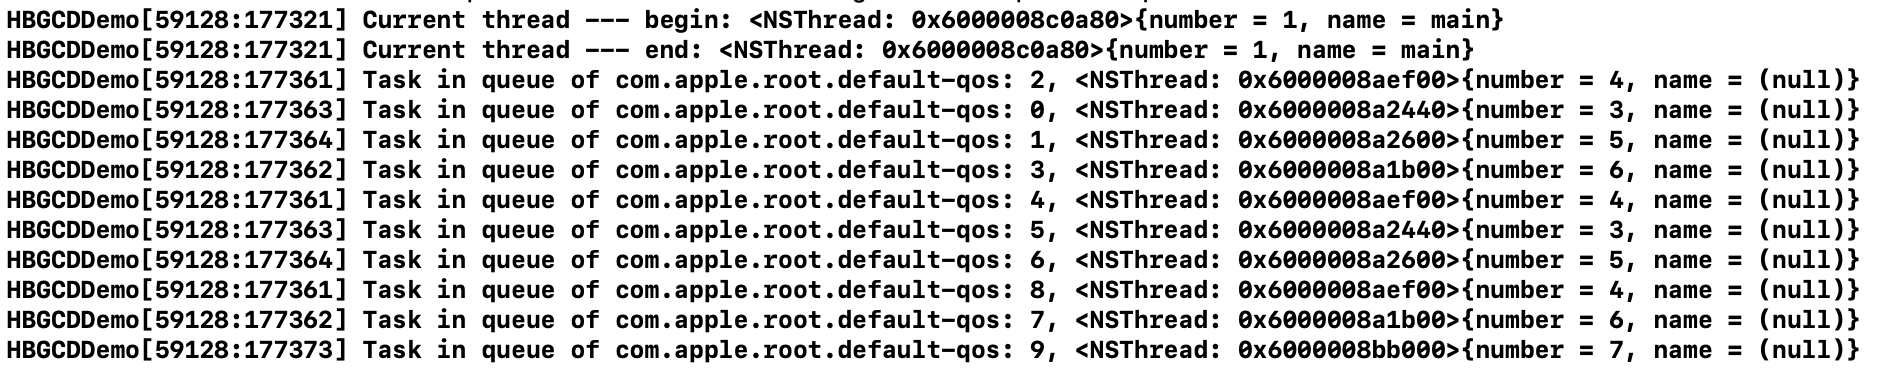 HBGCDDemo[59128:177321] Current thread --- begin: <NSThread: 0x6000008c0a80>{number = 1, name = main}
HBGCDDemo[59128:177321] Current thread --- end: <NSThread: 0x6000008c0a80>{number = 1, name = main}
HBGCDDemo[59128:177361] Task in queue of com.apple.root.default-qos: 2, <NSThread: 0x6000008aef00>{number = 4, name = (null)}
HBGCDDemo[59128:177363] Task in queue of com.apple.root.default-qos: 0, <NSThread: 0x6000008a2440>{number = 3, name = (null)}
HBGCDDemo[59128:177364] Task in queue of com.apple.root.default-qos: 1, <NSThread: 0x6000008a2600>{number = 5, name = (null)}
HBGCDDemo[59128:177362] Task in queue of com.apple.root.default-qos: 3, <NSThread: 0x6000008a1b00>{number = 6, name = (null)}
HBGCDDemo[59128:177361] Task in queue of com.apple.root.default-qos: 4, <NSThread: 0x6000008aef00>{number = 4, name = (null)}
HBGCDDemo[59128:177363] Task in queue of com.apple.root.default-qos: 5, <NSThread: 0x6000008a2440>{number = 3, name = (null)}
HBGCDDemo[59128:177364] Task in queue of com.apple.root.default-qos: 6, <NSThread: 0x6000008a2600>{number = 5, name = (null)}
HBGCDDemo[59128:177361] Task in queue of com.apple.root.default-qos: 8, <NSThread: 0x6000008aef00>{number = 4, name = (null)}
HBGCDDemo[59128:177362] Task in queue of com.apple.root.default-qos: 7, <NSThread: 0x6000008a1b00>{number = 6, name = (null)}
HBGCDDemo[59128:177373] Task in queue of com.apple.root.default-qos: 9, <NSThread: 0x6000008bb000>{number = 7, name = (null)}